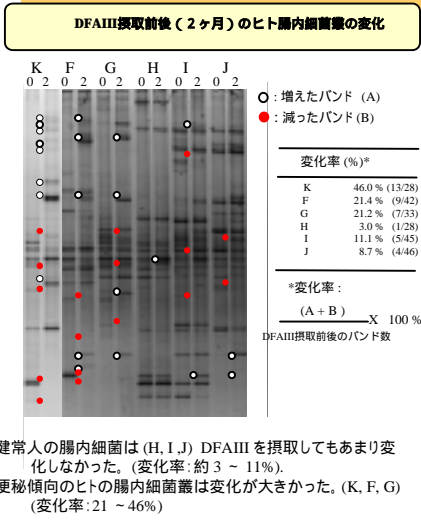 DFAIII摂取前後(2ヶ月)のヒト腸内細菌叢の変化
K F G H I J
0 2 0 2 0 2 0 2 0 2 0 2
: 増えたバンド (A)
: 減ったバンド(B)
変化率 (%)*
K 46.0 % (13/28)
F 21.4 % (9/42)
G 21.2 % (7/33)
H 3.0 % (1/28)
I 11.1 % (5/45)
J 8.7 % (4/46)
*変化率 :
(A + B )
X 100 %
DFAIII摂取前後のバンド数
健常人の腸内細菌は (H, I ,J) DFAIII を摂取してもあまり変
化しなかった。(変化率: 約 3 ~ 11%).
便秘傾向のヒトの腸内細菌叢は変化が大きかった。(K, F, G)
(変化率: 21 ~46%)